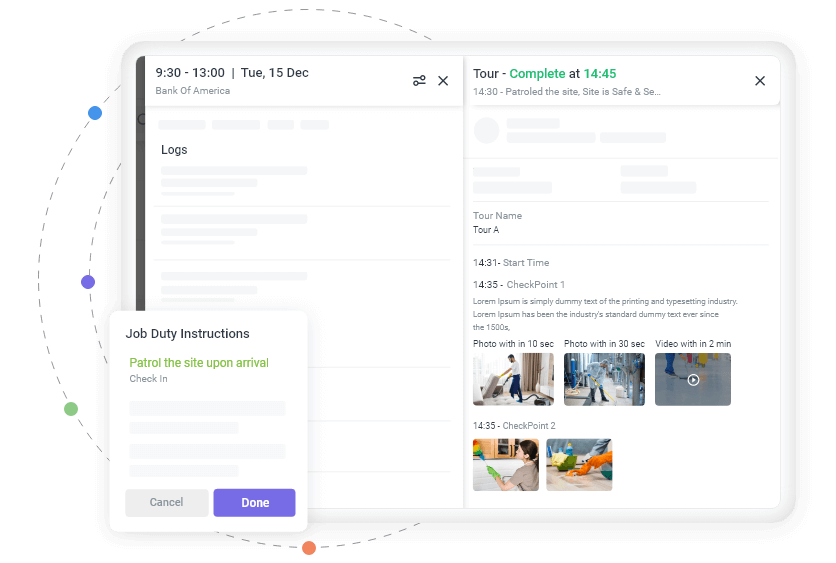 9:30 - 13:00 | Tue, 15 Dec
Bank Of America
Logs
Job Duty Instructions
Patrol the site upon arrival
Check In
Cancel
Done
Tour - Complete at 14:45
14:30 - Patroled the site, Site is Safe & Se...
Tour Name
Tour A
14:31- Start Time
14:35 - CheckPoint 1
Lorem Ipsum is simply dummy text of the printing and typesetting industry.
Lorem Ipsum has been the industry's standard dummy text ever since
the 1500s,
Photo with in 10 sec
Photo with in 30 sec
Video with in 2 min
14:35 - CheckPoint 2